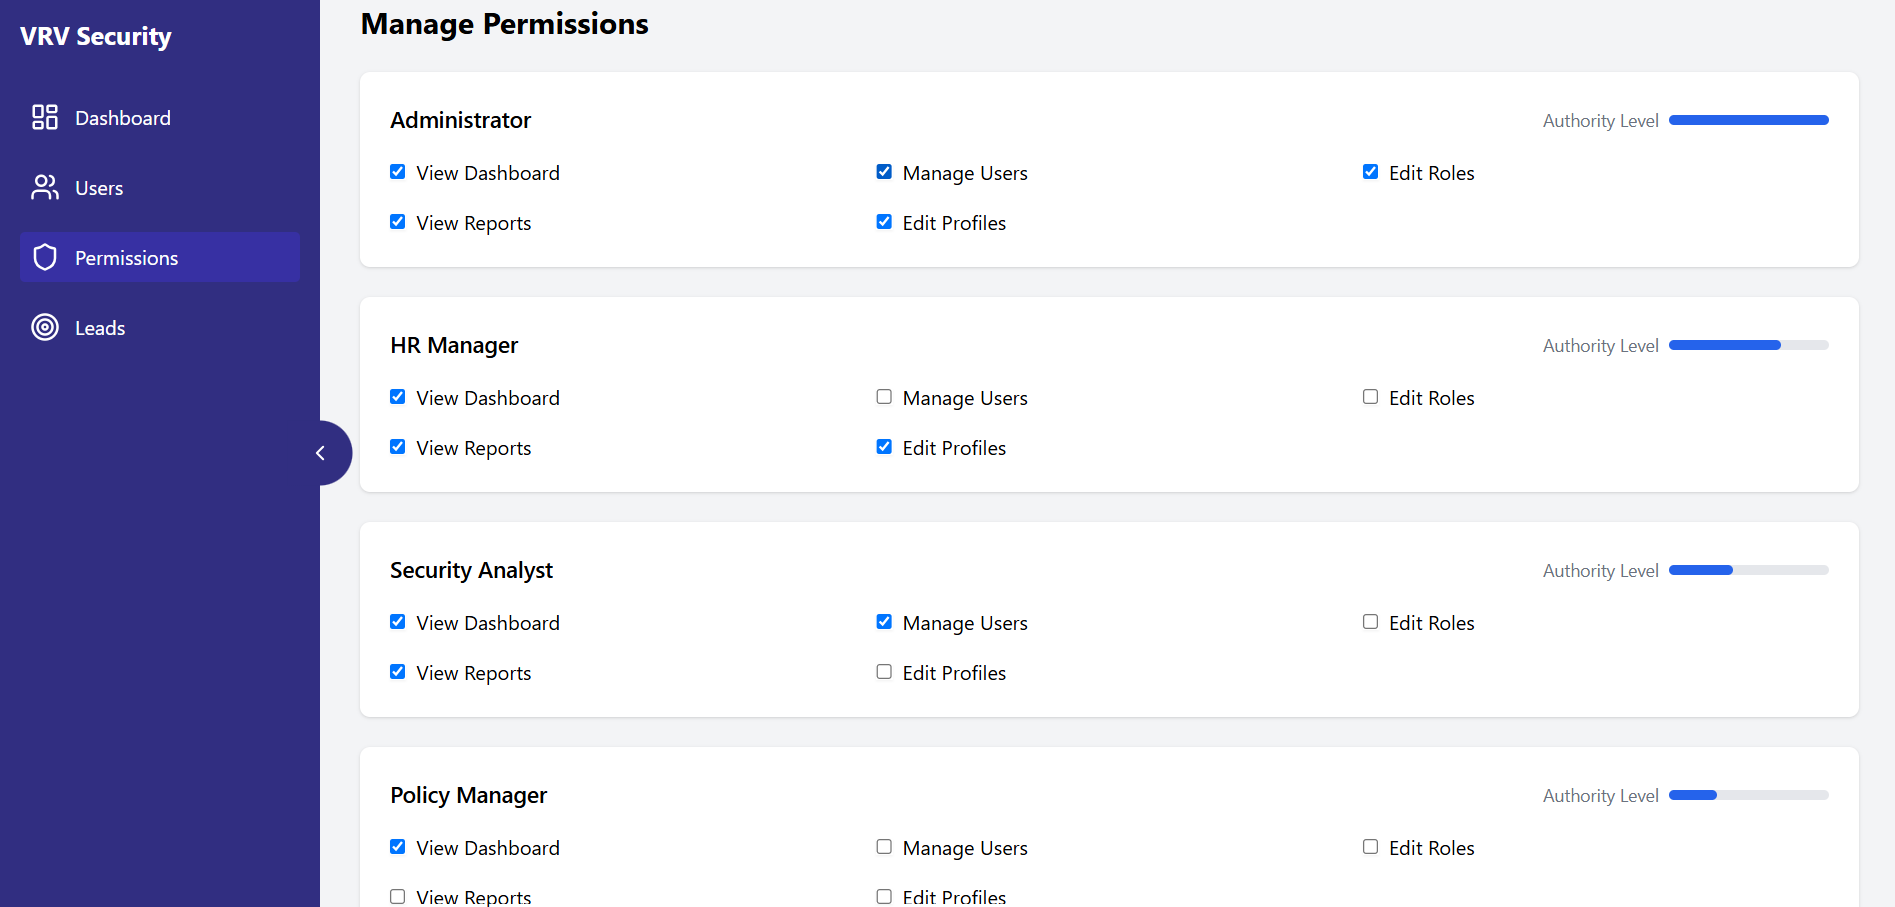 VRV Security
Dashboard
Users
Permissions
Leads
Manage Permissions
Administrator
Authority Level
View Dashboard
Manage Users
Edit Roles
View Reports
Edit Profiles
HR Manager
Authority Level
View Dashboard
Manage Users
Edit Roles
View Reports
Edit Profiles
Security Analyst
Authority Level
View Dashboard
Manage Users
Edit Roles
View Reports
Edit Profiles
Policy Manager
Authority Level
View Dashboard
Manage Users
Edit Roles
View Reports
Edit Profiles